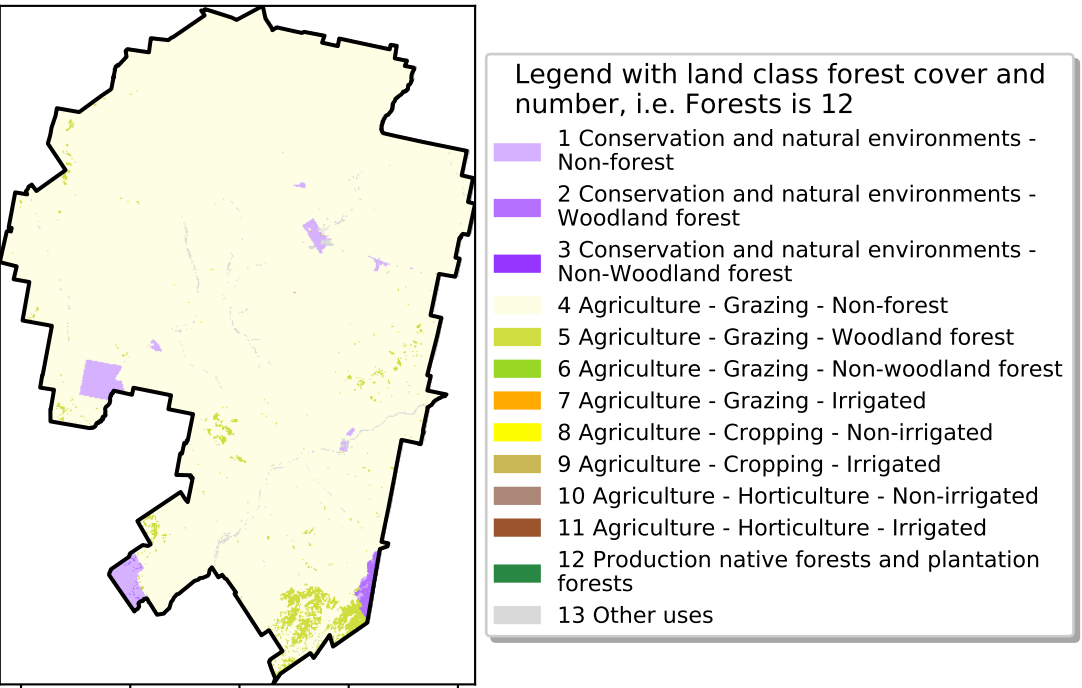 Legend with land class forest cover and
number, i.e. Forests is 12
1 Conservation and natural environments -
Non-forest
2 Conservation and natural environments -
Woodland forest
3 Conservation and natural environments -
Non-Woodland forest
4 Agriculture - Grazing - Non-forest
5 Agriculture - Grazing - Woodland forest
6 Agriculture - Grazing - Non-woodland forest
7 Agriculture - Grazing - Irrigated
8 Agriculture - Cropping - Non-irrigated
9 Agriculture - Cropping - Irrigated
10 Agriculture - Horticulture - Non-irrigated
11 Agriculture - Horticulture - Irrigated
12 Production native forests and plantation
forests
13 Other uses